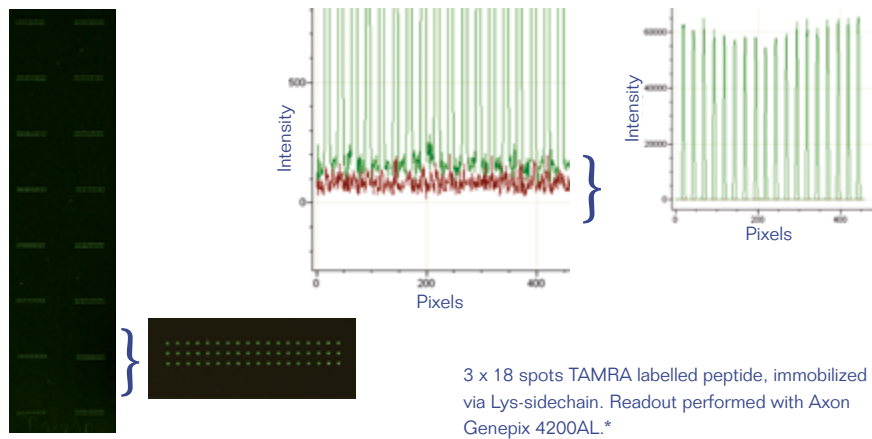 500
0
Intensity
0
200
400
Pixels
60000
40000
20000
0
Intensity
0
200
400
Pixels
3 x 18 spots TAMRA labelled peptide, immobilized
via Lys-sidechain. Readout performed with Axon
Genepix 4200AL.*